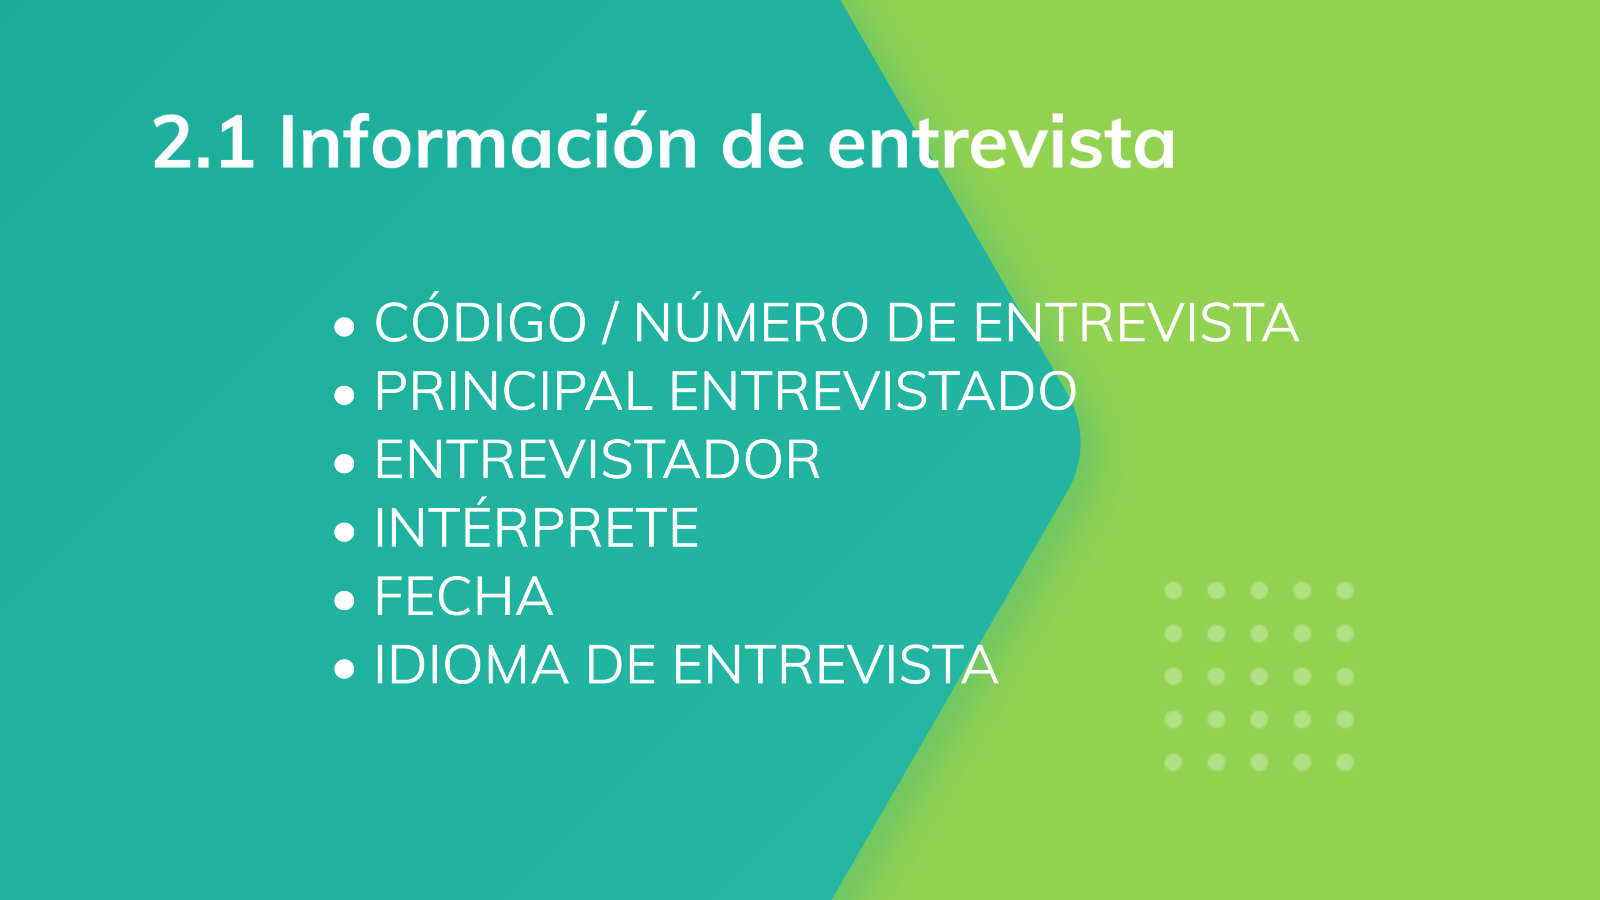 2.1 Información de entrevista
• CÓDIGO / NÚMERO DE ENTREVISTA
• PRINCIPAL ENTREVISTADO
• ENTREVISTADOR
• INTÉRPRETE
• FECHA
• IDIOMA DE ENTREVISTA